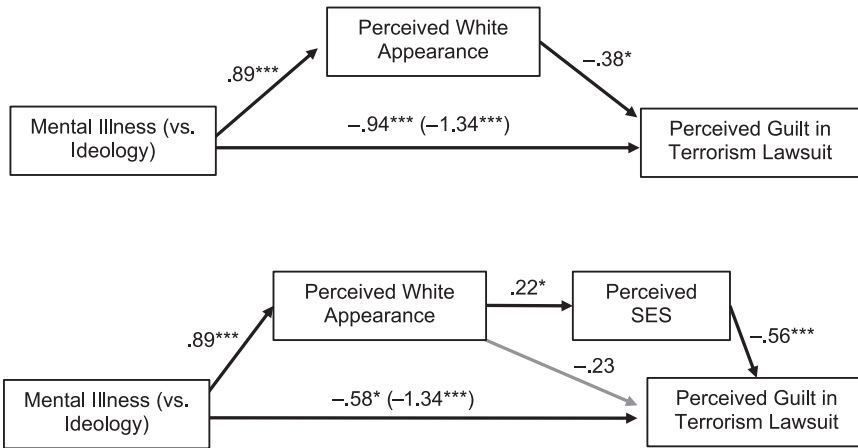 Perceived White
Appearance
.89***
–.38*
Mental Illness (vs.
Ideology)
–.94*** (–1.34***)
Perceived Guilt in
Terrorism Lawsuit
Perceived White
Appearance
.22*
Perceived
SES
.89***
–.56***
–.23
Mental Illness (vs.
Ideology)
–.58* (–1.34***)
Perceived Guilt in
Terrorism Lawsuit